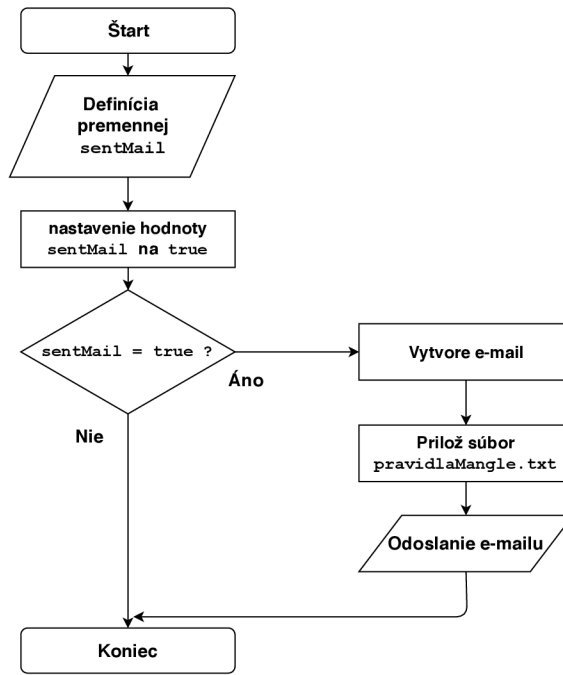 Štart
Definícia
premennej
sentMail
nastavenie hodnoty
sentMail na true
sentMail = true ?
Áno
Nie
Vytvore e-mail
Prilož súbor
pravidlaMangle.txt
Odoslanie e-mailu
Koniec